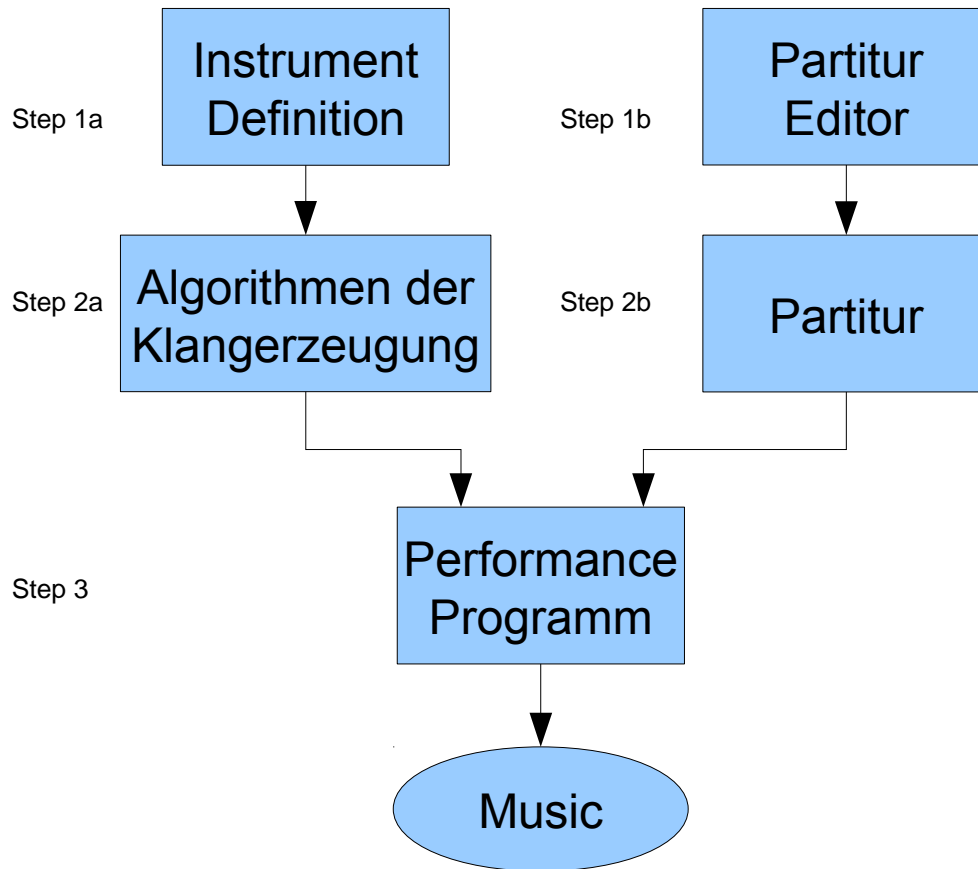 Step 1a
Instrument
Definition
Step 1b
Partitur
Editor
Step 2a
Algorithmen der
Klangerzeugung
Step 2b
Partitur
Step 3
Performance
Programm
Music